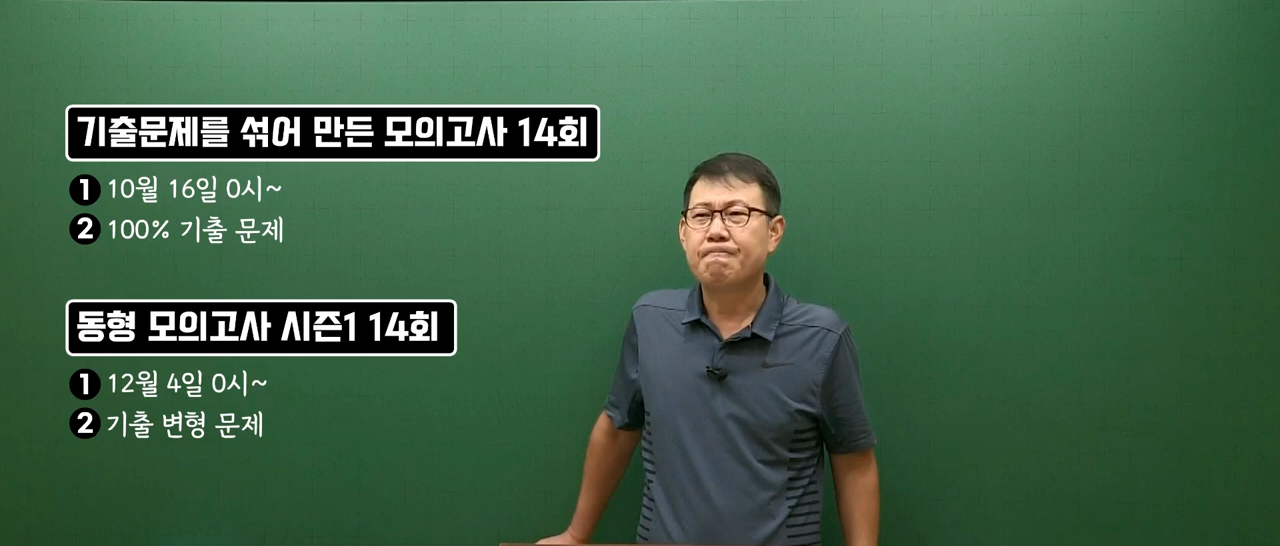 기출문제를 섞어 만든 모의고사 14회
1 10월 16일 0시~
2 100% 기출 문제
동형 모의고사 시즌1 14회
1 12월 4일 0시~
2 기출 변형 문제